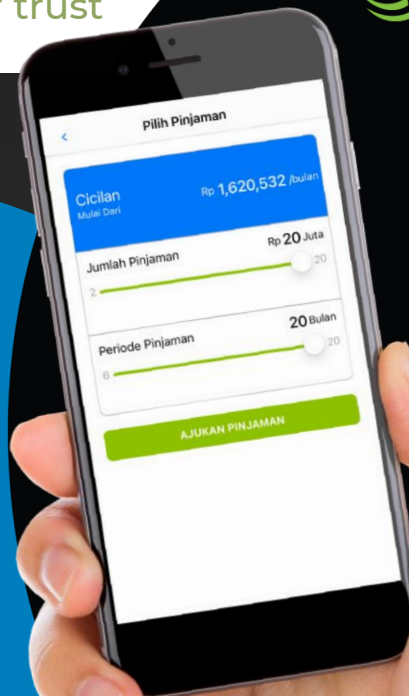 trust
Pilih Pinjaman
Cicilan
Mulai Dari
Rp 1,620,532 /bulan
Jumlah Pinjaman
Rp 20 Juta
2
20
Periode Pinjaman
20 Bulan
6
20
AJUKAN PINJAMAN